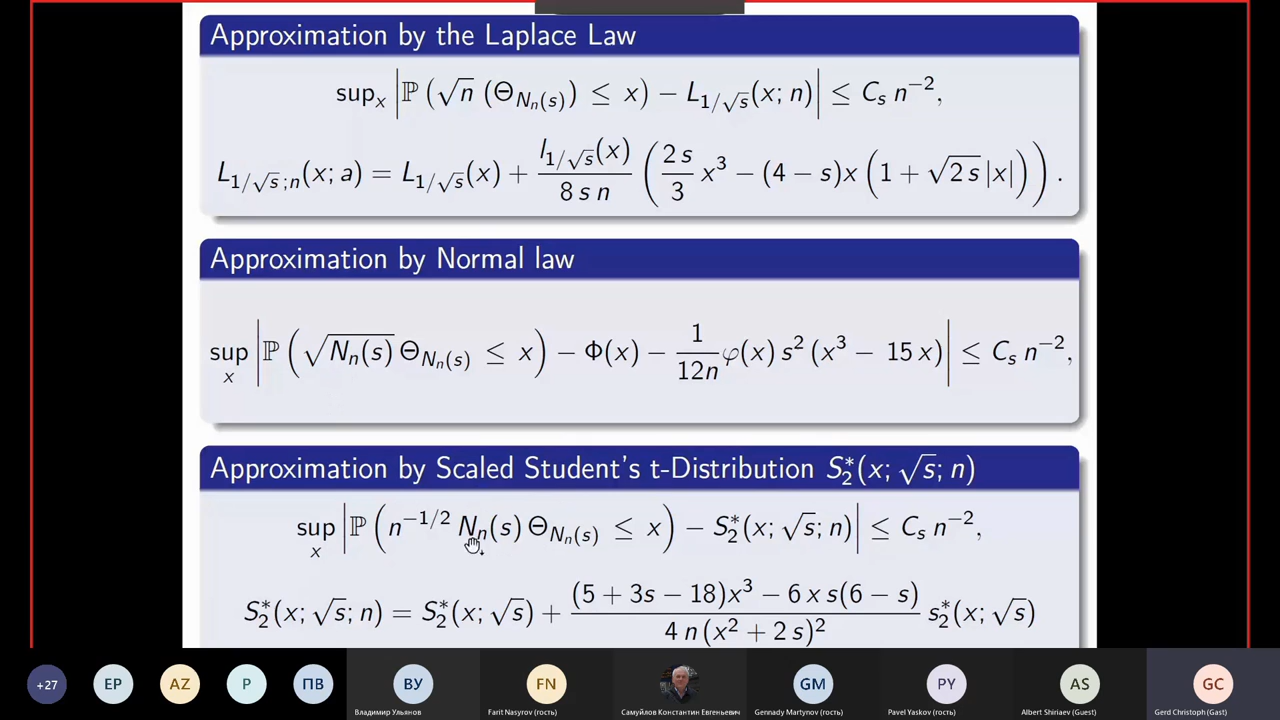 Approximation by the Laplace Law
sup_x |ℙ(√n (Θ_{N_n(s)}) ≤ x) − L_{1/√s}(x; n)| ≤ C_s n^{−2},
L_{1/√s ;n}(x; a) = L_{1/√s}(x) + l_{1/√s}(x) / (8 s n) (2 s/3 x^3 − (4 − s)x (1 + √(2 s) |x|)) .
Approximation by Normal law
sup_x |ℙ(√(N_n(s)) Θ_{N_n(s)} ≤ x) − Φ(x) − 1/(12n) φ(x) s^2 (x^3 − 15 x)| ≤ C_s n^{−2},
Approximation by Scaled Student's t-Distribution S_2^*(x; √s; n)
sup_x |ℙ(n^{−1/2} N_n(s) Θ_{N_n(s)} ≤ x) − S_2^*(x; √s; n)| ≤ C_s n^{−2},
S_2^*(x; √s; n) = S_2^*(x; √s) + ((5 + 3s − 18)x^3 − 6 x s(6 − s)) / (4 n (x^2 + 2 s)^2) s_2^*(x; √s)
+27
EP
AZ
P
ПВ
ВУ
FN
GM
PY
AS
GC
Владимир Ульянов
Farit Nasyrov (гость)
Самуйлов Константин Евгеньевич
Gennady Martynov (гость)
Pavel Yaskov (гость)
Albert Shiriaev (Guest)
Gerd Christoph (Gast)